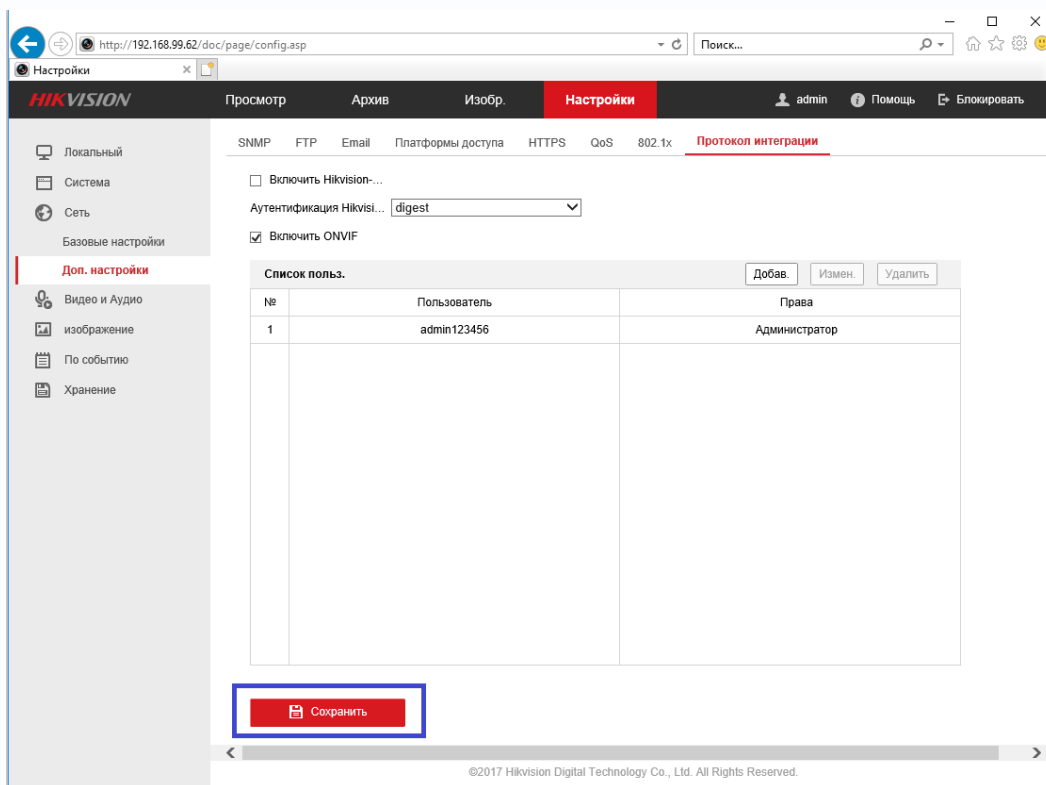 http://192.168.99.62/doc/page/config.asp
Поиск...
Настройки
HIKVISION
Просмотр
Архив
Изобр.
Настройки
admin
Помощь
Блокировать
Локальный
Система
Сеть
Базовые настройки
Доп. настройки
Видео и Аудио
изображение
По событию
Хранение
SNMP FTP Email Платформы доступа HTTPS QoS 802.1x Протокол интеграции
Включить Hikvision-...
Аутентификация Hikvisi... digest
Включить ONVIF
Список польз. Добав. Измен. Удалить
№ Пользователь Права
1 admin123456 Администратор
Сохранить
©2017 Hikvision Digital Technology Co., Ltd. All Rights Reserved.